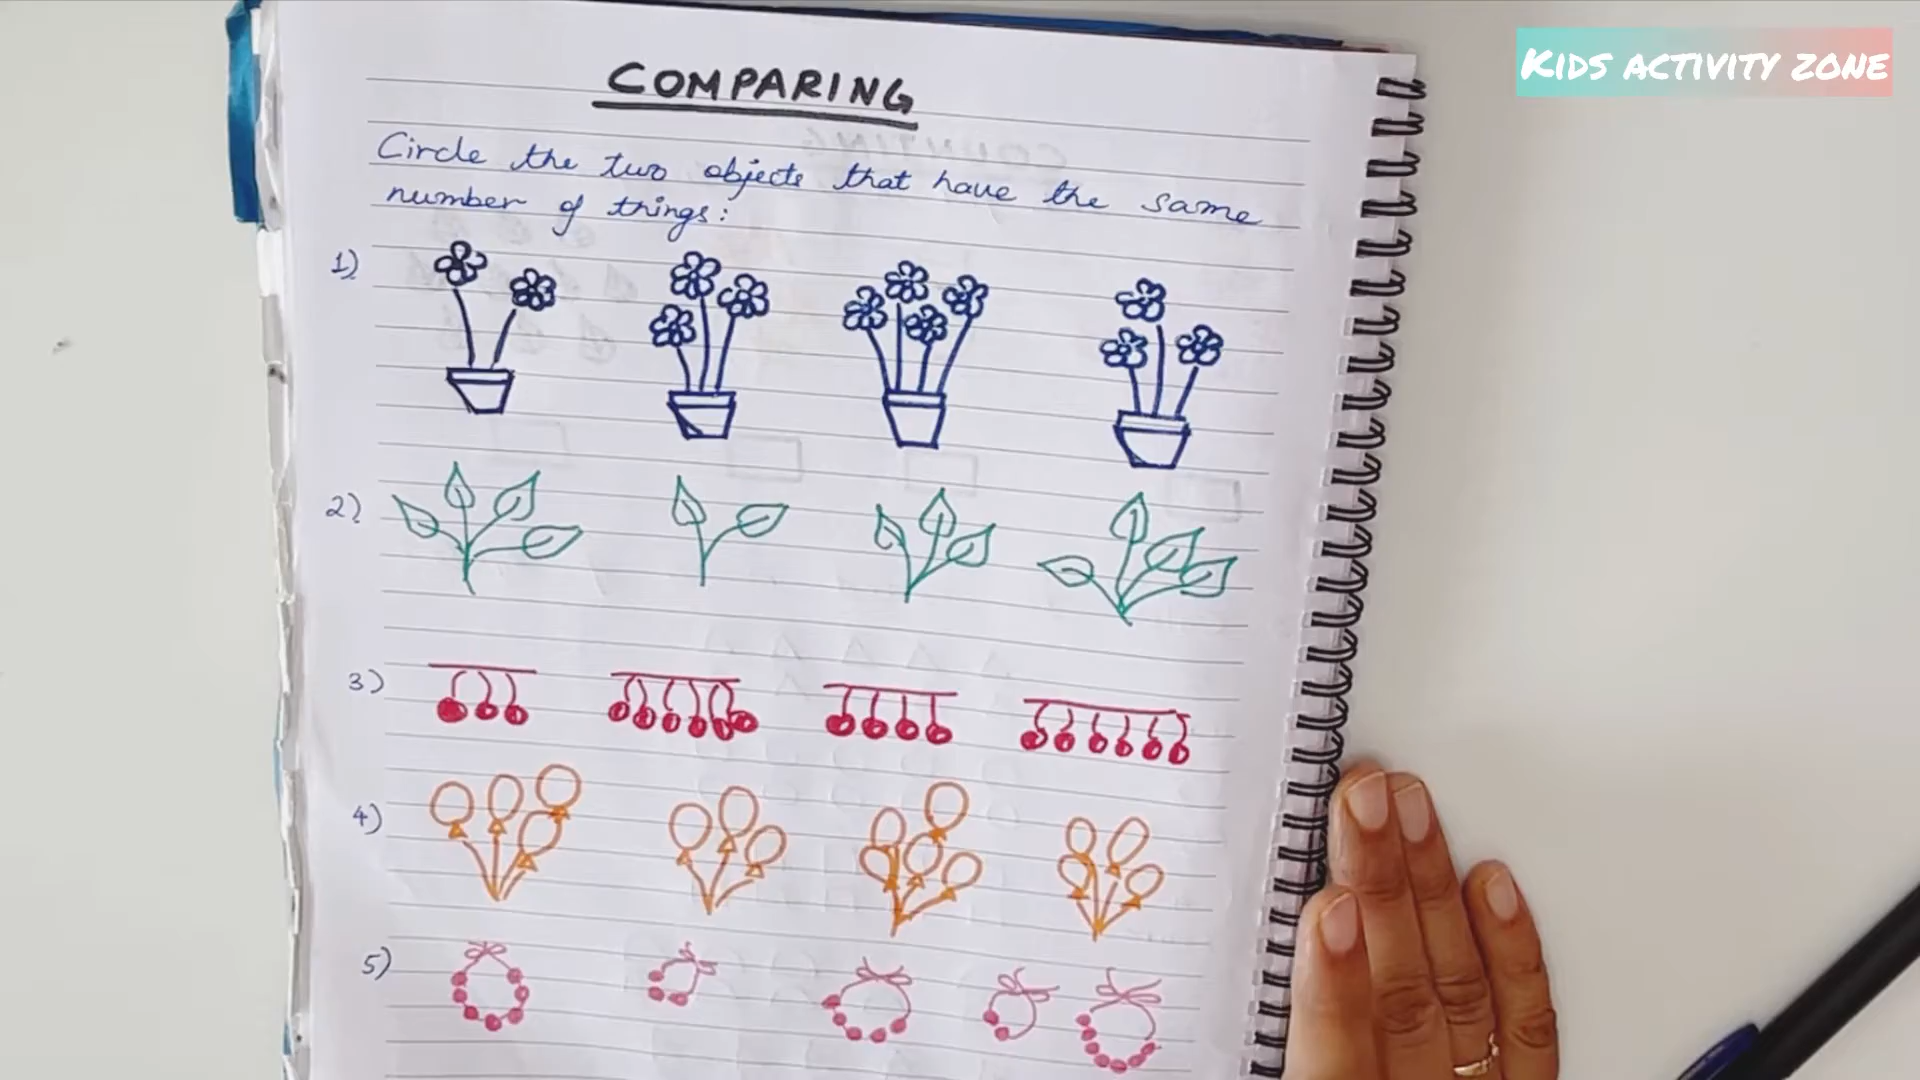 KIDS ACTIVITY ZONE
COMPARING
Circle the two objects that have the same
number of things:
1)
2)
3)
4)
5)